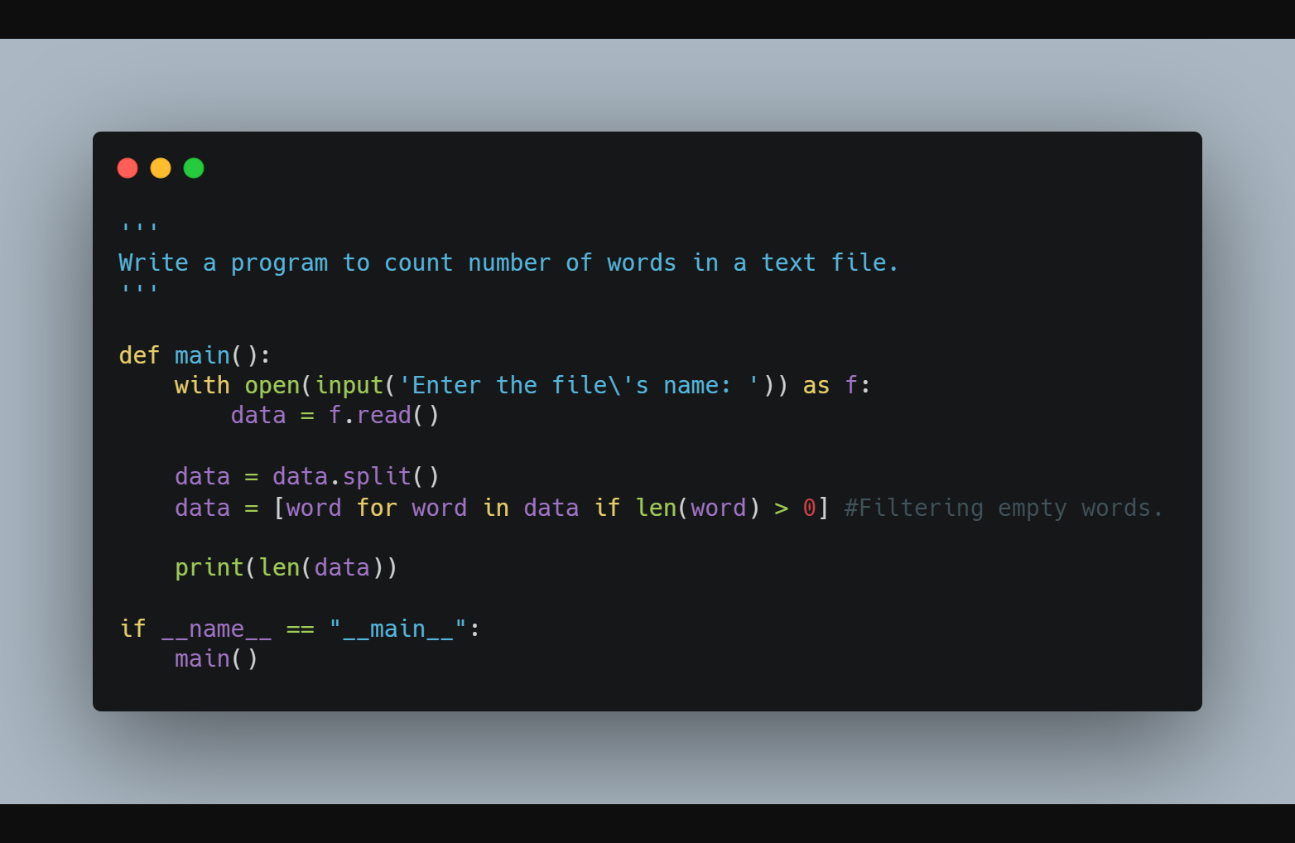 '''
Write a program to count number of words in a text file.
'''
def main():
    with open(input('Enter the file\'s name: ')) as f:
        data = f.read()
    data = data.split()
    data = [word for word in data if len(word) > 0] #Filtering empty words.
    print(len(data))
if __name__ == "__main__":
    main()